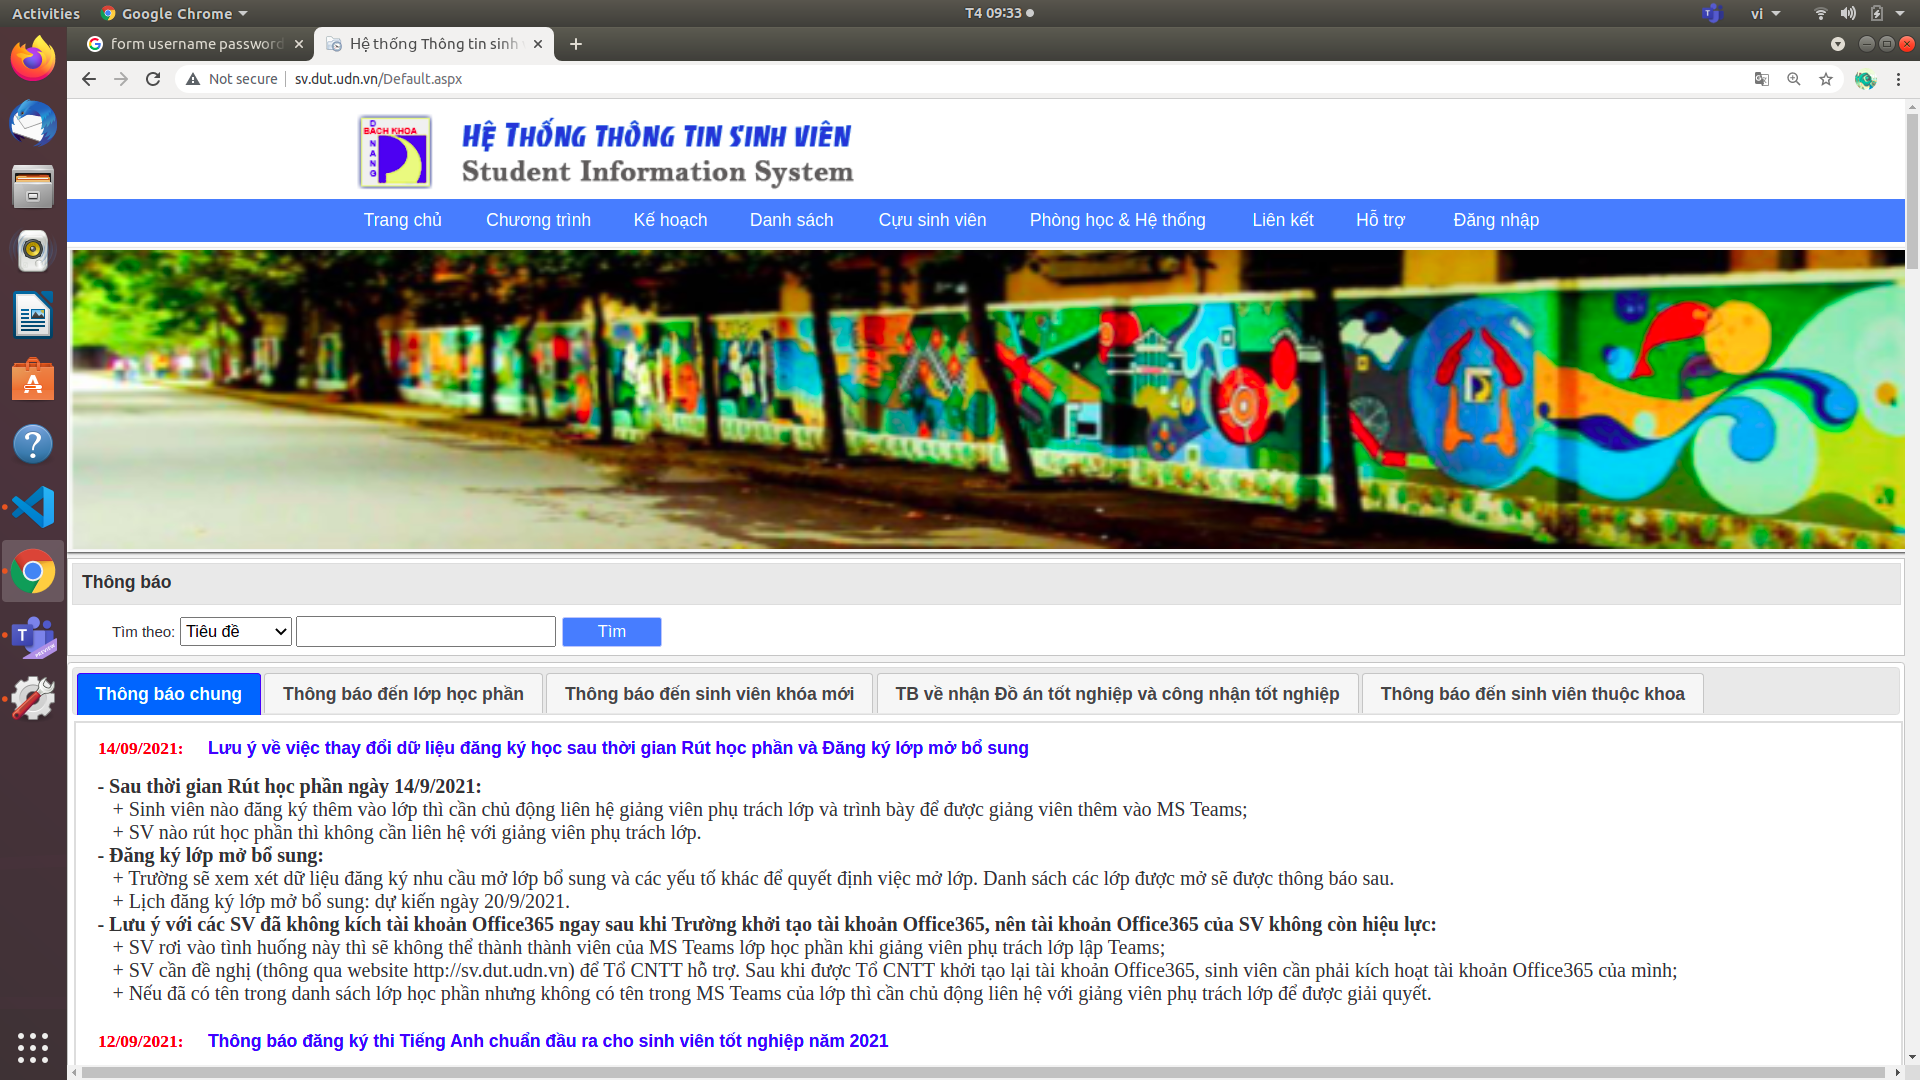 Activities
Google Chrome
T4 09:33
vi
form username password
Hệ thống Thông tin sinh v
Not secure
sv.dut.udn.vn/Default.aspx
DANANG
BACH KHOA
HỆ THỐNG THÔNG TIN SINH VIÊN
Student Information System
Trang chủ
Chương trình
Kế hoạch
Danh sách
Cựu sinh viên
Phòng học & Hệ thống
Liên kết
Hỗ trợ
Đăng nhập
Thông báo
Tìm theo:
Tiêu đề
Tìm
Thông báo chung
Thông báo đến lớp học phần
Thông báo đến sinh viên khóa mới
TB về nhận Đồ án tốt nghiệp và công nhận tốt nghiệp
Thông báo đến sinh viên thuộc khoa
14/09/2021: Lưu ý về việc thay đổi dữ liệu đăng ký học sau thời gian Rút học phần và Đăng ký lớp mở bổ sung
- Sau thời gian Rút học phần ngày 14/9/2021:
+ Sinh viên nào đăng ký thêm vào lớp thì cần chủ động liên hệ giảng viên phụ trách lớp và trình bày để được giảng viên thêm vào MS Teams;
+ SV nào rút học phần thì không cần liên hệ với giảng viên phụ trách lớp.
- Đăng ký lớp mở bổ sung:
+ Trường sẽ xem xét dữ liệu đăng ký nhu cầu mở lớp bổ sung và các yếu tố khác để quyết định việc mở lớp. Danh sách các lớp được mở sẽ được thông báo sau.
+ Lịch đăng ký lớp mở bổ sung: dự kiến ngày 20/9/2021.
- Lưu ý với các SV đã không kích tài khoản Office365 ngay sau khi Trường khởi tạo tài khoản Office365, nên tài khoản Office365 của SV không còn hiệu lực:
+ SV rơi vào tình huống này thì sẽ không thể thành thành viên của MS Teams lớp học phần khi giảng viên phụ trách lớp lập Teams;
+ SV cần đề nghị (thông qua website http://sv.dut.udn.vn) để Tổ CNTT hỗ trợ. Sau khi được Tổ CNTT khởi tạo lại tài khoản Office365, sinh viên cần phải kích hoạt tài khoản Office365 của mình;
+ Nếu đã có tên trong danh sách lớp học phần nhưng không có tên trong MS Teams của lớp thì cần chủ động liên hệ với giảng viên phụ trách lớp để được giải quyết.
12/09/2021: Thông báo đăng ký thi Tiếng Anh chuẩn đầu ra cho sinh viên tốt nghiệp năm 2021